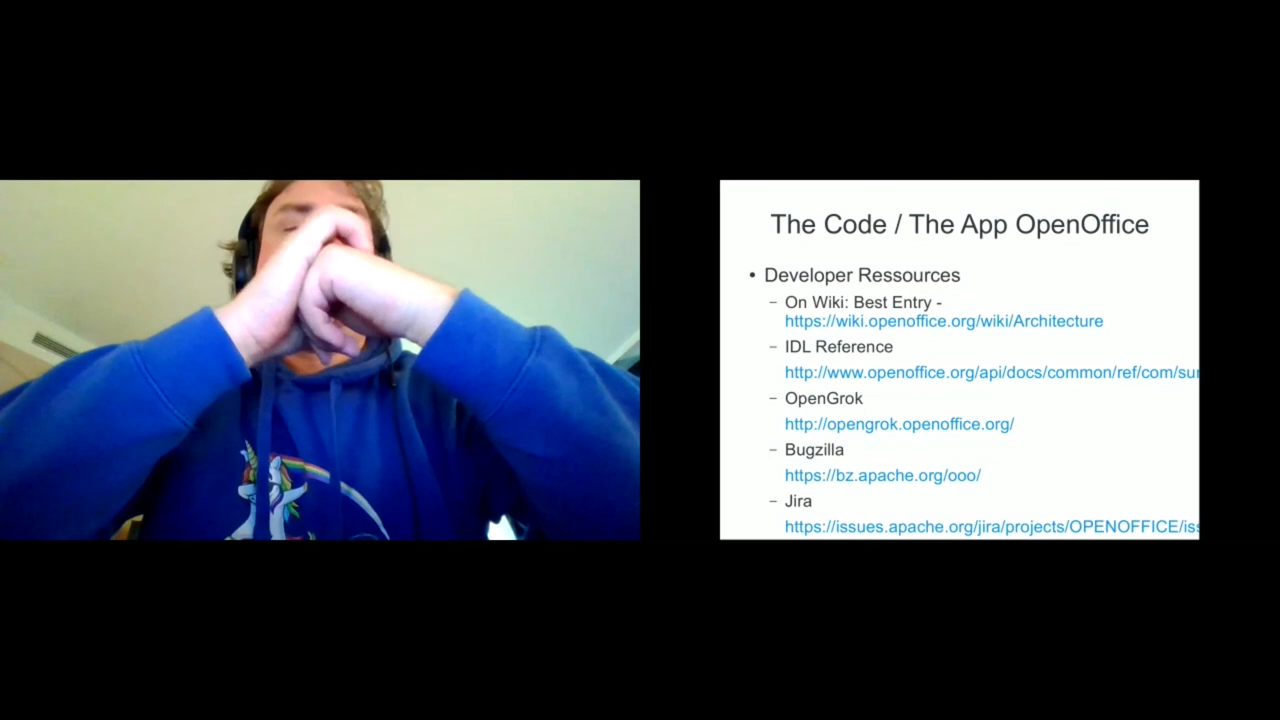 The Code / The App OpenOffice
• Developer Ressources
– On Wiki: Best Entry -
https://wiki.openoffice.org/wiki/Architecture
– IDL Reference
http://www.openoffice.org/api/docs/common/ref/com/sun
– OpenGrok
http://opengrok.openoffice.org/
– Bugzilla
https://bz.apache.org/ooo/
– Jira
https://issues.apache.org/jira/projects/OPENOFFICE/iss